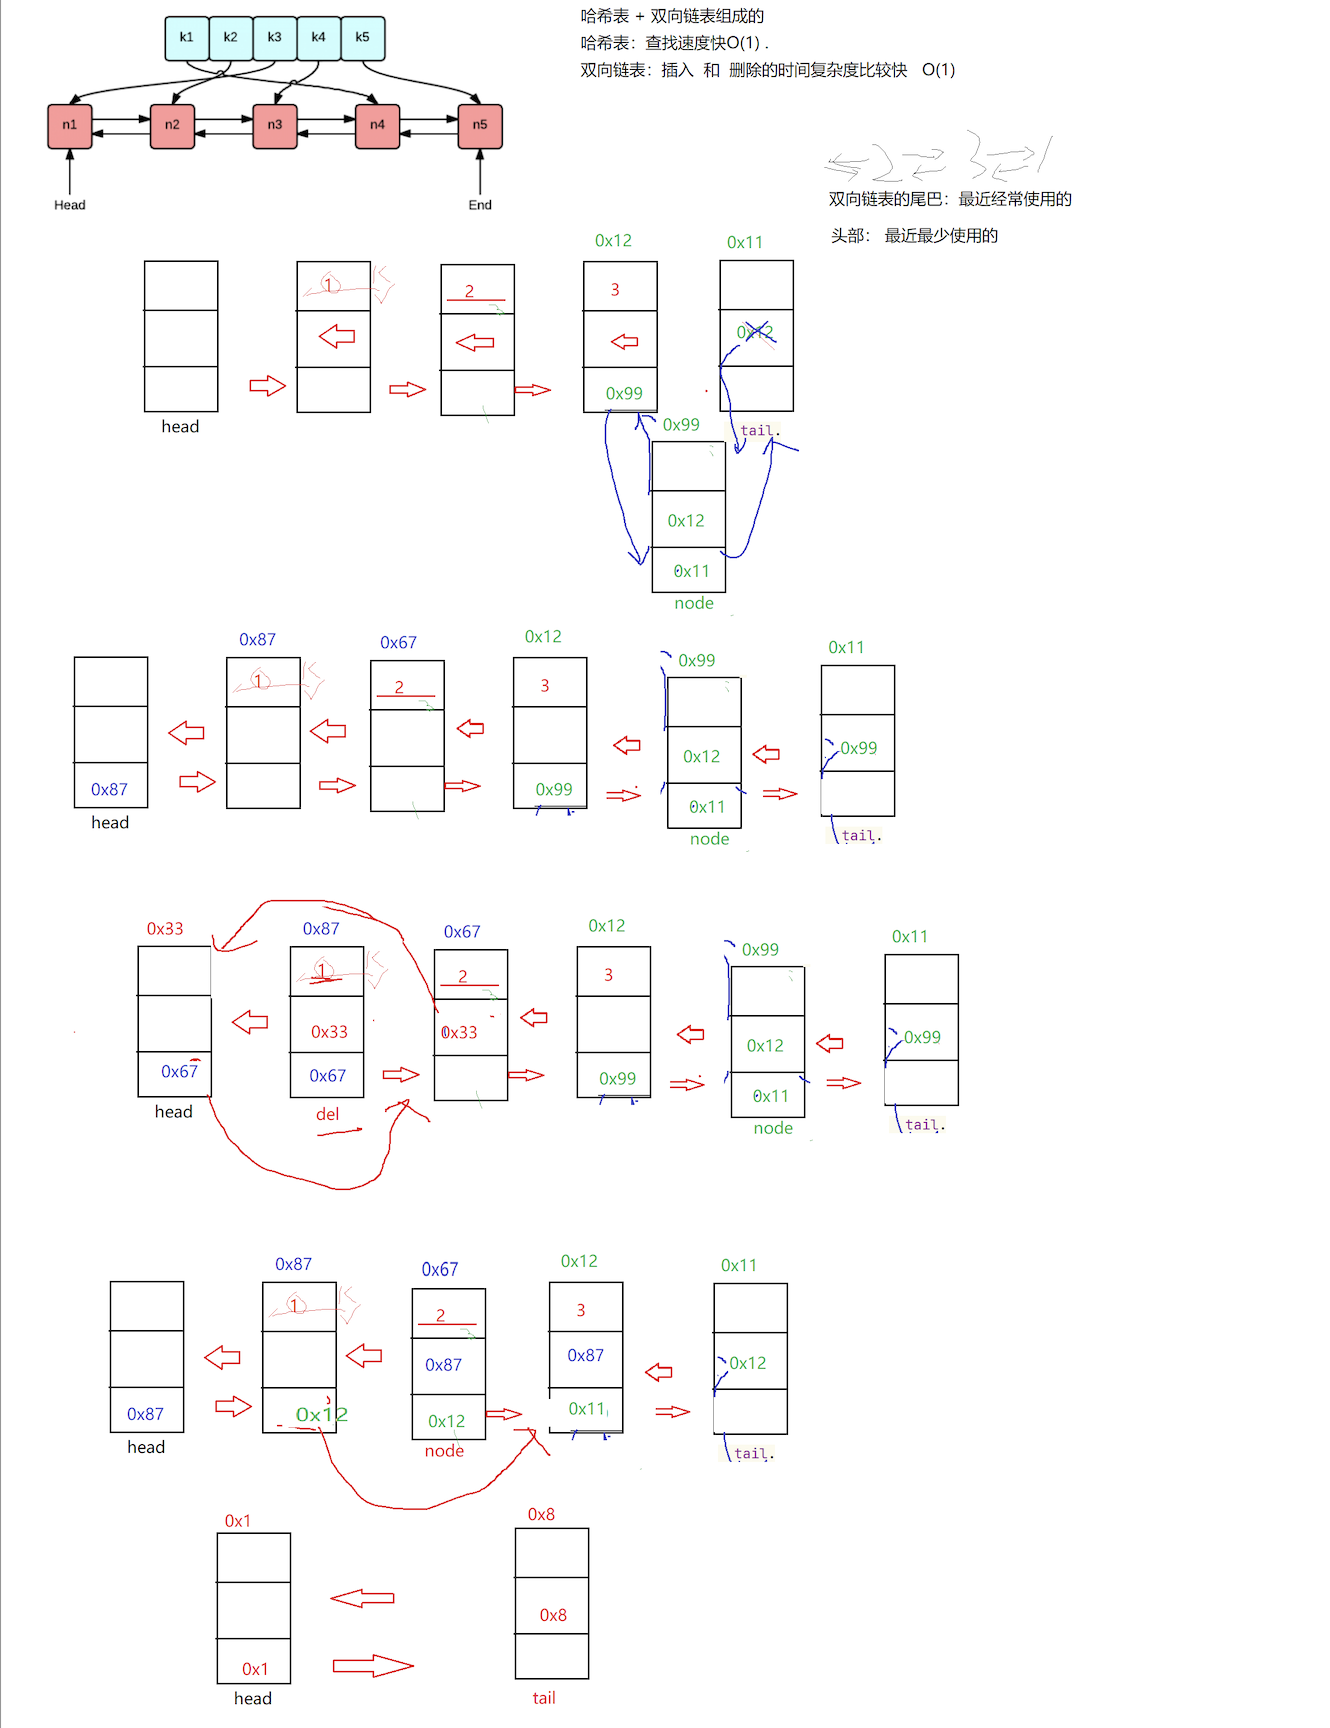 哈希表 + 双向链表组成的
哈希表：查找速度快O(1) .
双向链表：插入 和 删除的时间复杂度比较快 O(1)
k1 k2 k3 k4 k5
n1 n2 n3 n4 n5
Head End
2 3 1
双向链表的尾巴：最近经常使用的
头部： 最近最少使用的
0x12 0x11
1 2 3
0x12
0x99
head
0x99 tail.
0x12
0x11
node
0x87 0x67 0x12 0x99 0x11
1 2 3
0x12 0x99
0x87 0x99 0x11
head node tail.
0x33 0x87 0x67 0x12 0x99 0x11
1 2 3
0x33 0x33 0x12 0x99
0x67 0x67 0x99 0x11
head del node tail.
0x87 0x67 0x12 0x11
1 2 3
0x87 0x87 0x12
0x87 0x12 0x12 0x11
head node tail.
0x1 0x8
0x8
0x1
head tail